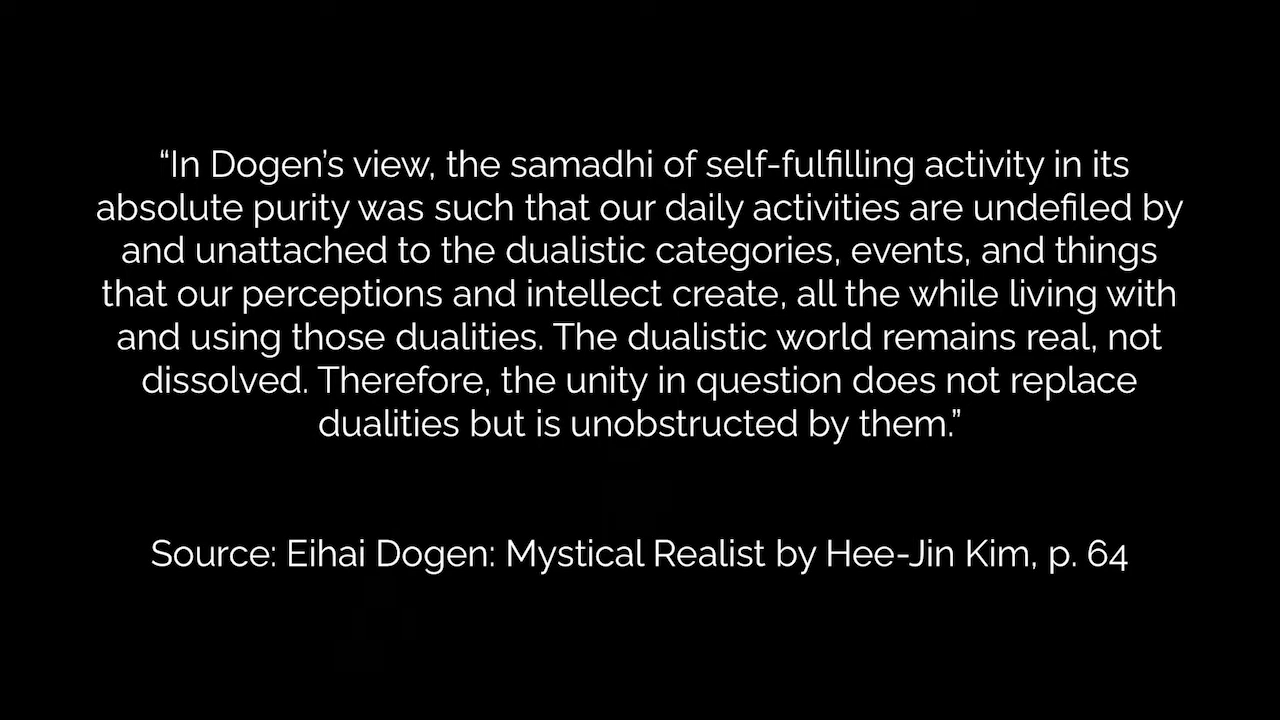 “In Dogen’s view, the samadhi of self-fulfilling activity in its
absolute purity was such that our daily activities are undefiled by
and unattached to the dualistic categories, events, and things
that our perceptions and intellect create, all the while living with
and using those dualities. The dualistic world remains real, not
dissolved. Therefore, the unity in question does not replace
dualities but is unobstructed by them.”
Source: Eihai Dogen: Mystical Realist by Hee-Jin Kim, p. 64